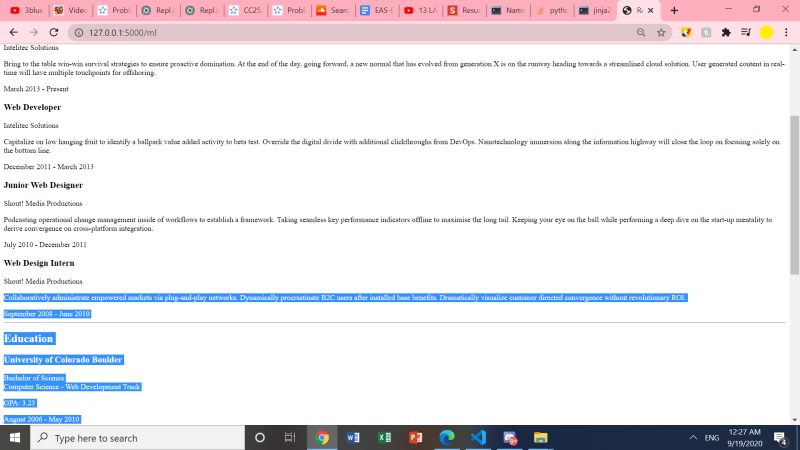 3blue
Video
Probl
Repl.i
Repl.i
CC25
Probl
Probl
Searc
EAS-
13 LA
Resu
Name
pytho
jinja2
Re
127.0.0.1:5000/ml
Intelitec Solutions
Bring to the table win-win survival strategies to ensure proactive domination. At the end of the day, going forward, a new normal that has evolved from generation X is on the runway heading towards a streamlined cloud solution. User generated content in real-
time will have multiple touchpoints for offshoring.
March 2013 - Present
Web Developer
Intelitec Solutions
Capitalize on low hanging fruit to identify a ballpark value added activity to beta test. Override the digital divide with additional clickthroughs from DevOps. Nanotechnology immersion along the information highway will close the loop on focusing solely on
the bottom line.
December 2011 - March 2013
Junior Web Designer
Shout! Media Productions
Podcasting operational change management inside of workflows to establish a framework. Taking seamless key performance indicators offline to maximise the long tail. Keeping your eye on the ball while performing a deep dive on the start-up mentality to
derive convergence on cross-platform integration.
July 2010 - December 2011
Web Design Intern
Shout! Media Productions
Collaboratively administrate empowered markets via plug-and-play networks. Dynamically procrastinate B2C users after installed base benefits. Dramatically visualize customer directed convergence without revolutionary ROI.
September 2008 - June 2010
Education
University of Colorado Boulder
Bachelor of Science
Computer Science - Web Development Track
GPA: 3.23
August 2006 - May 2010
Type here to search
ENG
12:27 AM
9/19/2020
4